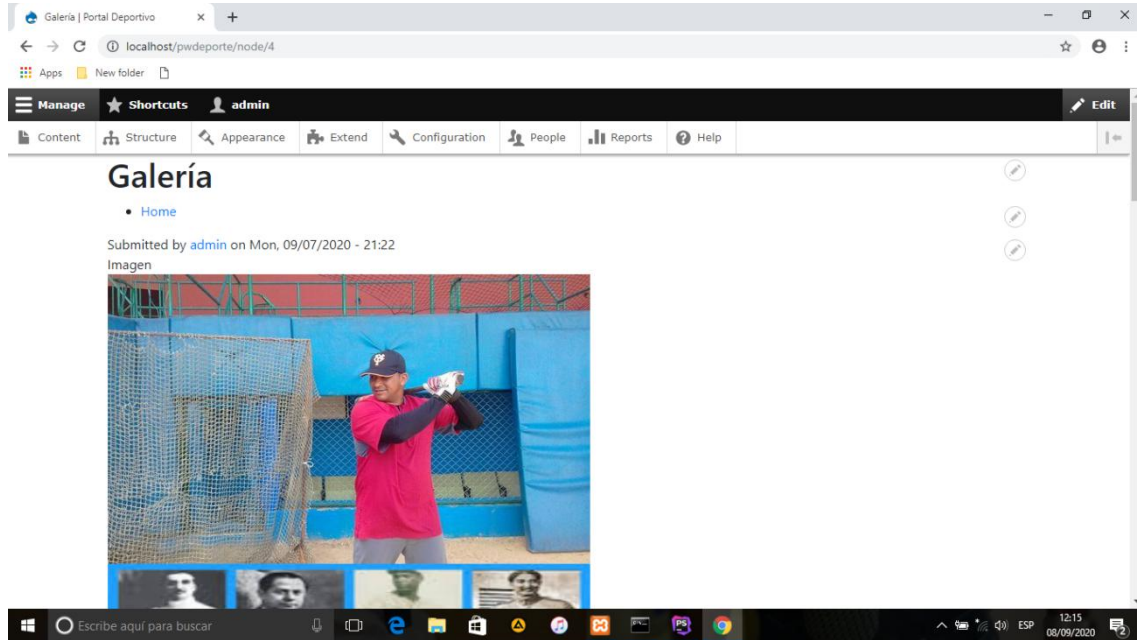 Galería | Portal Deportivo
localhost/pwdeporte/node/4
Apps New folder
Manage Shortcuts admin Edit
Content Structure Appearance Extend Configuration People Reports Help
Galería
Home
Submitted by admin on Mon, 09/07/2020 - 21:22
Imagen
Escribe aquí para buscar
PS
ESP
12:15
08/09/2020
2